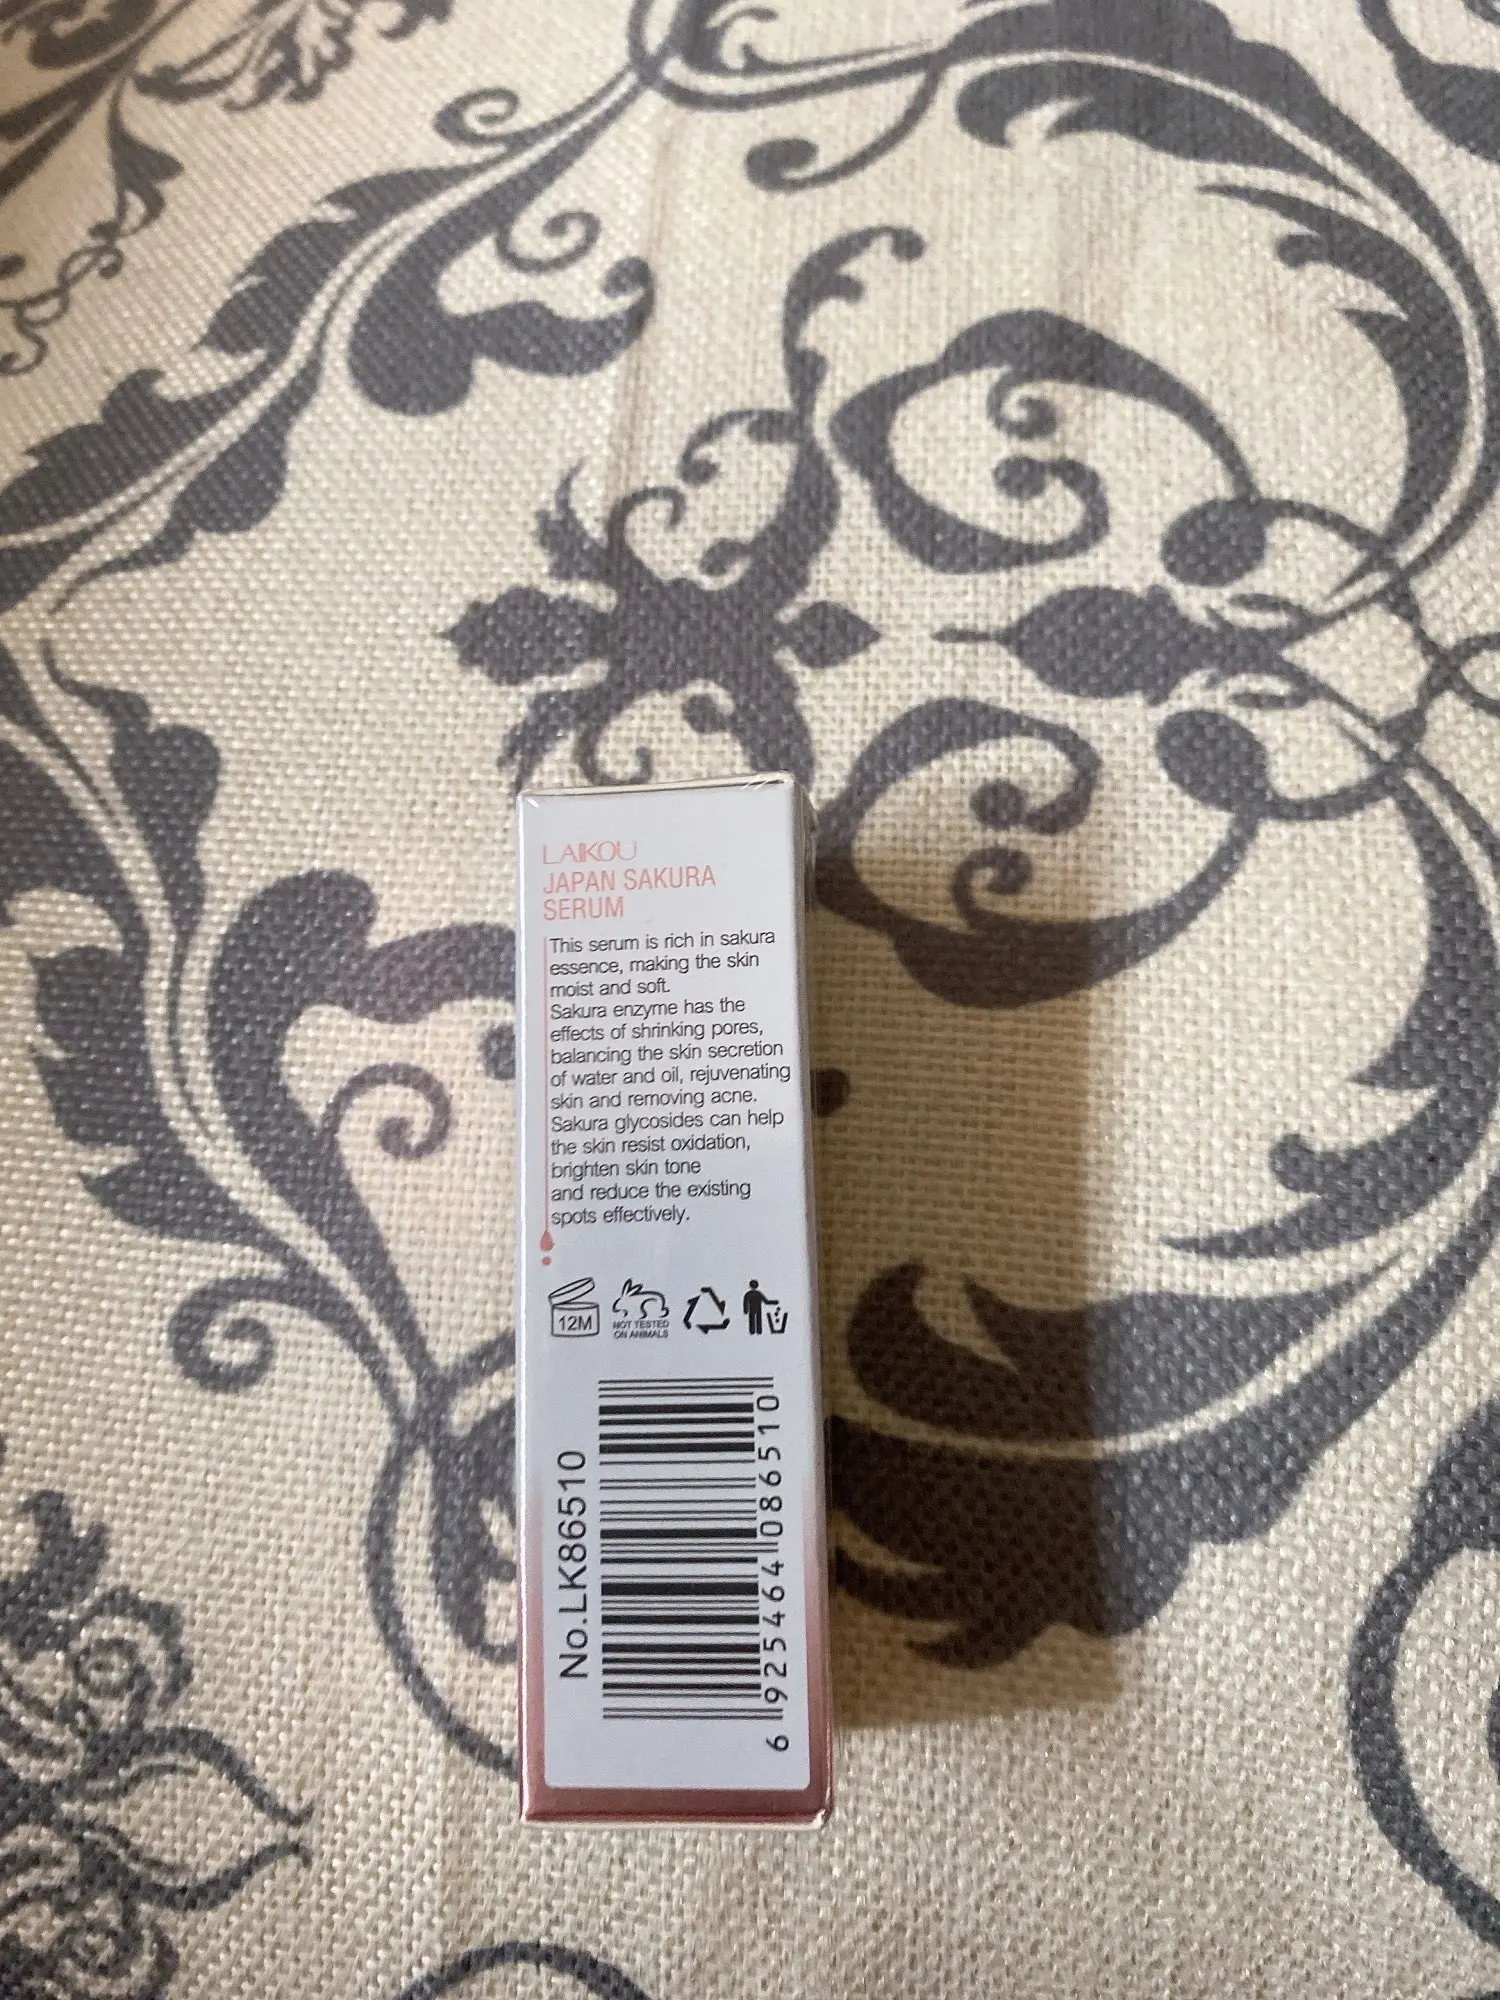 LAIKOU
JAPAN SAKURA
SERUM
This serum is rich in sakura
essence, making the skin
moist and soft.
Sakura enzyme has the
effects of shrinking pores,
balancing the skin secretion
of water and oil, rejuvenating
skin and removing acne.
Sakura glycosides can help
the skin resist oxidation,
brighten skin tone
and reduce the existing
spots effectively.
12M
NOT TESTED
ON ANIMALS
No.LK86510
6 925464 086510